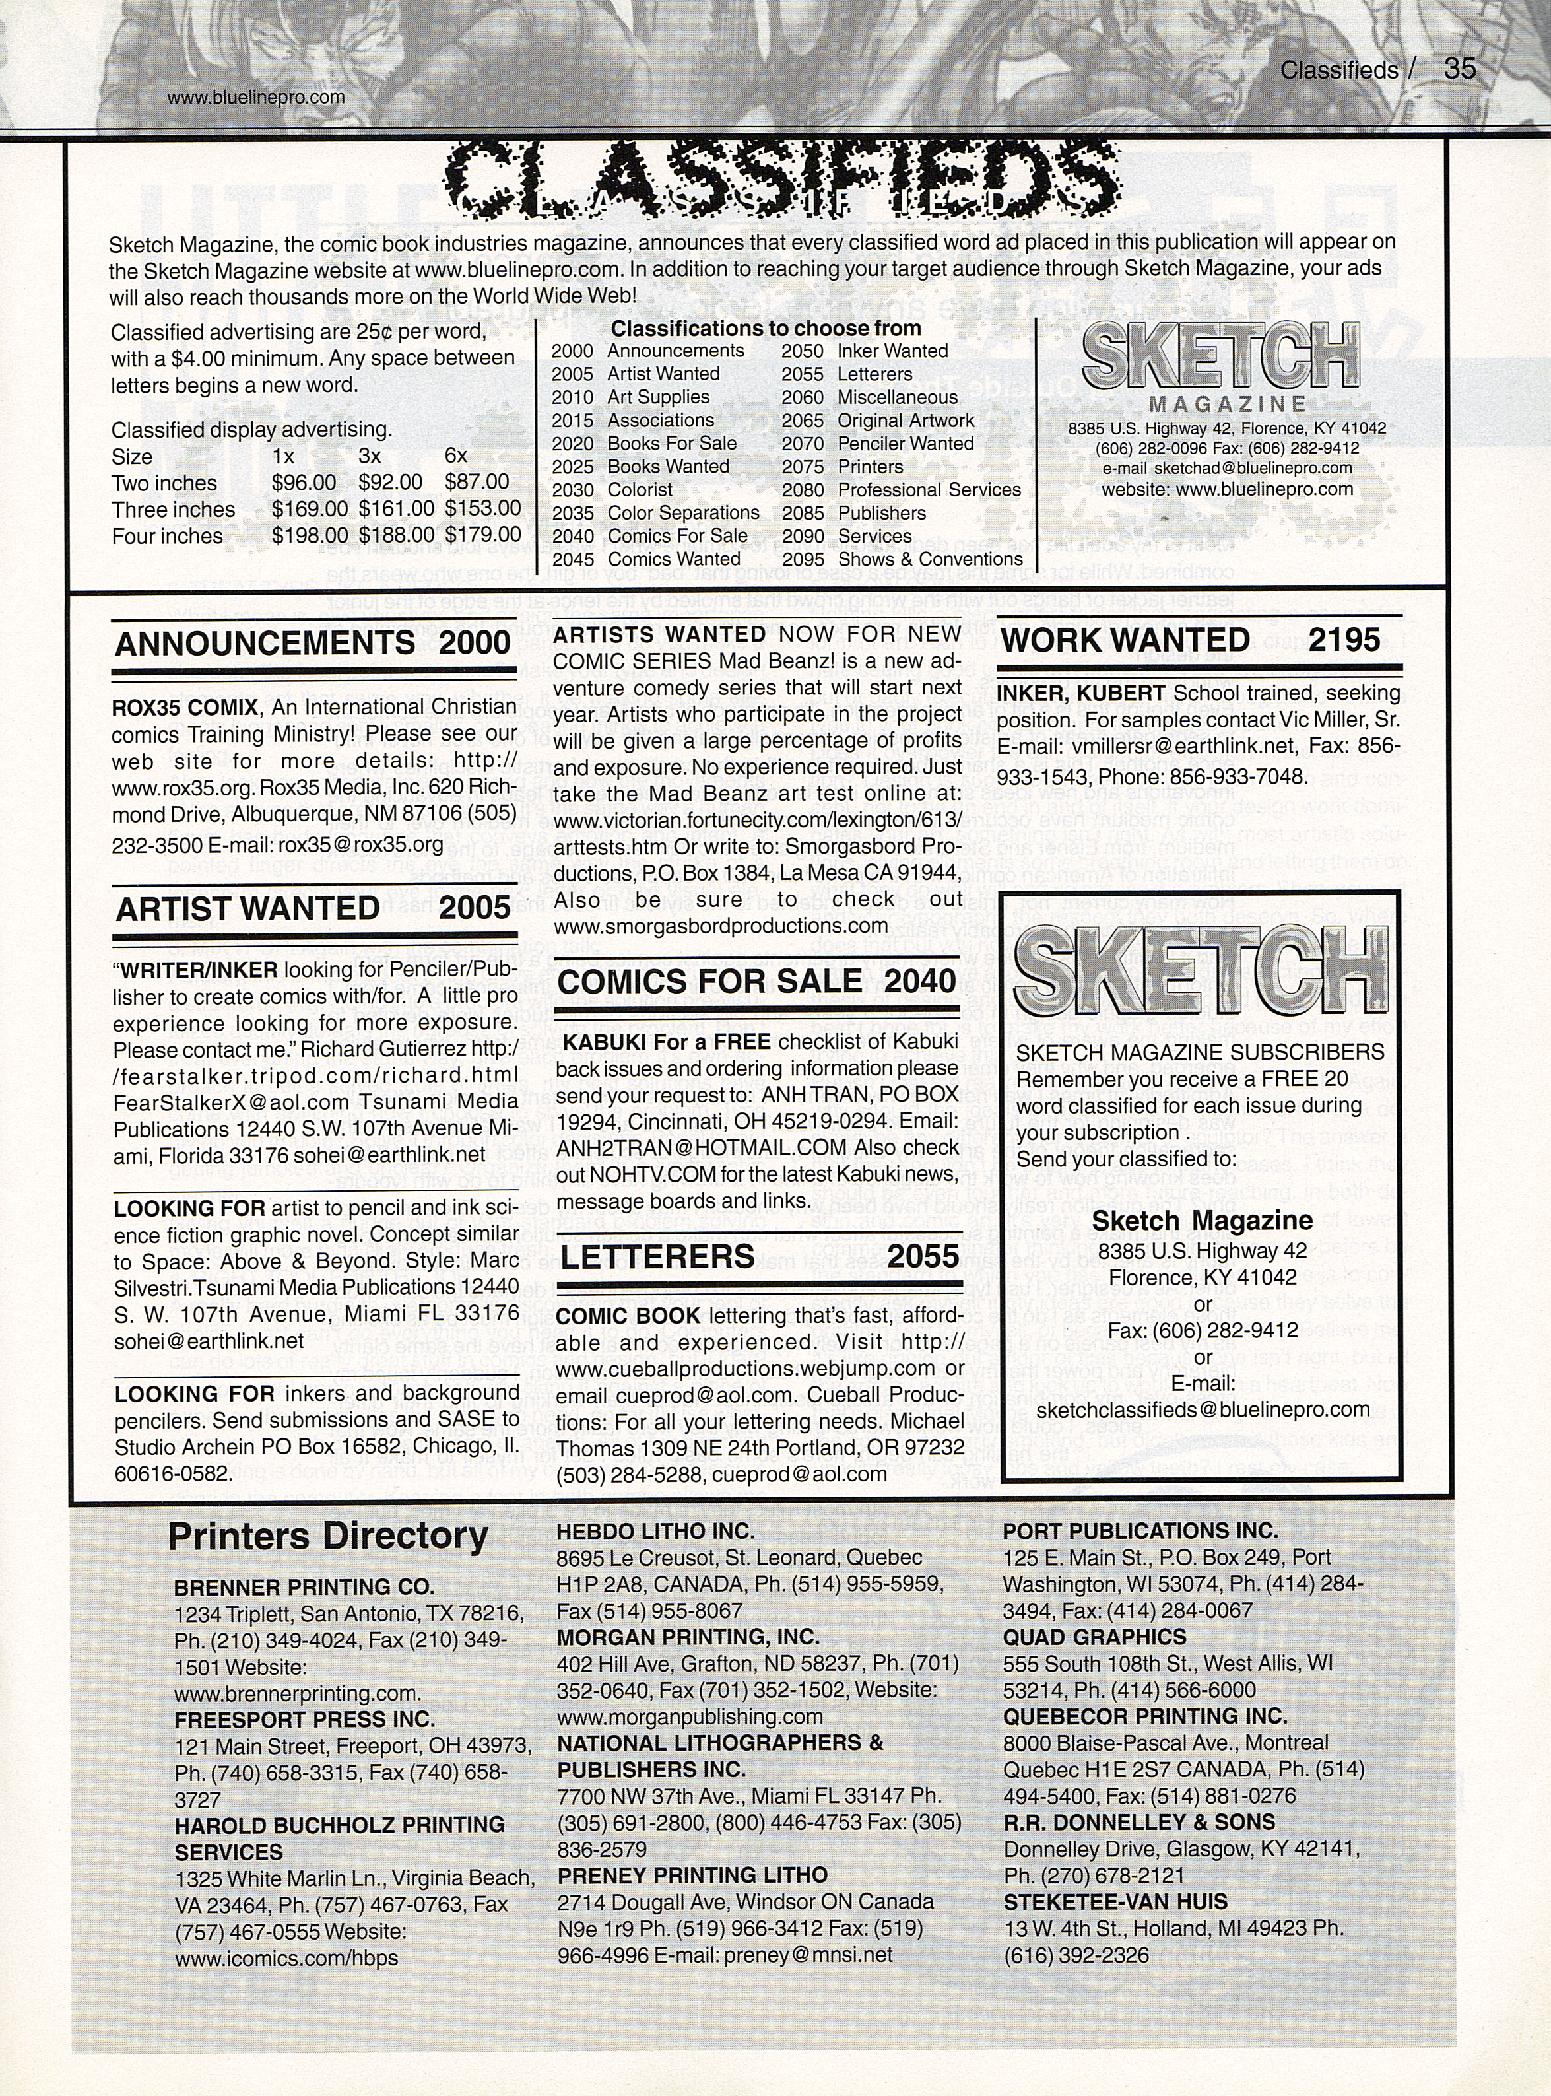 www.bluelinepro.com
Classifieds / 35
CLASSIFIEDS
CLASSIFIEDS
Sketch Magazine, the comic book industries magazine, announces that every classified word ad placed in this publication will appear on
the Sketch Magazine website at www.bluelinepro.com. In addition to reaching your target audience through Sketch Magazine, your ads
will also reach thousands more on the World Wide Web!
Classified advertising are 25¢ per word,
with a $4.00 minimum. Any space between
letters begins a new word.
Classified display advertising.
Size 1x 3x 6x
Two inches $96.00 $92.00 $87.00
Three inches $169.00 $161.00 $153.00
Four inches $198.00 $188.00 $179.00
Classifications to choose from
2000 Announcements
2005 Artist Wanted
2010 Art Supplies
2015 Associations
2020 Books For Sale
2025 Books Wanted
2030 Colorist
2035 Color Separations
2040 Comics For Sale
2045 Comics Wanted
2050 Inker Wanted
2055 Letterers
2060 Miscellaneous
2065 Original Artwork
2070 Penciler Wanted
2075 Printers
2080 Professional Services
2085 Publishers
2090 Services
2095 Shows & Conventions
SKETCH
MAGAZINE
8385 U.S. Highway 42, Florence, KY 41042
(606) 282-0096 Fax: (606) 282-9412
e-mail sketchad@bluelinepro.com
website: www.bluelinepro.com
ANNOUNCEMENTS 2000
ROX35 COMIX, An International Christian
comics Training Ministry! Please see our
web site for more details: http://
www.rox35.org. Rox35 Media, Inc. 620 Rich-
mond Drive, Albuquerque, NM 87106 (505)
232-3500 E-mail: rox35@rox35.org
ARTIST WANTED 2005
“WRITER/INKER looking for Penciler/Pub-
lisher to create comics with/for. A little pro
experience looking for more exposure.
Please contact me.” Richard Gutierrez http:/
/fearstalker.tripod.com/richard.html
FearStalkerX@aol.com Tsunami Media
Publications 12440 S.W. 107th Avenue Mi-
ami, Florida 33176 sohei@earthlink.net
LOOKING FOR artist to pencil and ink sci-
ence fiction graphic novel. Concept similar
to Space: Above & Beyond. Style: Marc
Silvestri. Tsunami Media Publications 12440
S. W. 107th Avenue, Miami FL 33176
sohei@earthlink.net
LOOKING FOR inkers and background
pencilers. Send submissions and SASE to
Studio Archein PO Box 16582, Chicago, Il.
60616-0582.
ARTISTS WANTED NOW FOR NEW
COMIC SERIES Mad Beanz! is a new ad-
venture comedy series that will start next
year. Artists who participate in the project
will be given a large percentage of profits
and exposure. No experience required. Just
take the Mad Beanz art test online at:
www.victorian.fortunecity.com/lexington/613/
arttests.htm Or write to: Smorgasbord Pro-
ductions, P.O. Box 1384, La Mesa CA 91944,
Also be sure to check out
www.smorgasbordproductions.com
COMICS FOR SALE 2040
KABUKI For a FREE checklist of Kabuki
back issues and ordering information please
send your request to: ANH TRAN, PO BOX
19294, Cincinnati, OH 45219-0294. Email:
ANH2TRAN@HOTMAIL.COM Also check
out NOHTV.COM for the latest Kabuki news,
message boards and links.
LETTERERS 2055
COMIC BOOK lettering that's fast, afford-
able and experienced. Visit http://
www.cueballproductions.webjump.com or
email cueprod@aol.com. Cueball Produc-
tions: For all your lettering needs. Michael
Thomas 1309 NE 24th Portland, OR 97232
(503) 284-5288, cueprod@aol.com
WORK WANTED 2195
INKER, KUBERT School trained, seeking
position. For samples contact Vic Miller, Sr.
E-mail: vmillersr@earthlink.net, Fax: 856-
933-1543, Phone: 856-933-7048.
SKETCH
SKETCH MAGAZINE SUBSCRIBERS
Remember you receive a FREE 20
word classified for each issue during
your subscription .
Send your classified to:
Sketch Magazine
8385 U.S. Highway 42
Florence, KY 41042
or
Fax: (606) 282-9412
or
E-mail:
sketchclassifieds@bluelinepro.com
Printers Directory
BRENNER PRINTING CO.
1234 Triplett, San Antonio, TX 78216,
Ph. (210) 349-4024, Fax (210) 349-
1501 Website:
www.brennerprinting.com.
FREESPORT PRESS INC.
121 Main Street, Freeport, OH 43973,
Ph. (740) 658-3315, Fax (740) 658-
3727
HAROLD BUCHHOLZ PRINTING
SERVICES
1325 White Marlin Ln., Virginia Beach,
VA 23464, Ph. (757) 467-0763, Fax
(757) 467-0555 Website:
www.icomics.com/hbps
HEBDO LITHO INC.
8695 Le Creusot, St. Leonard, Quebec
H1P 2A8, CANADA, Ph. (514) 955-5959,
Fax (514) 955-8067
MORGAN PRINTING, INC.
402 Hill Ave, Grafton, ND 58237, Ph. (701)
352-0640, Fax (701) 352-1502, Website:
www.morganpublishing.com
NATIONAL LITHOGRAPHERS &
PUBLISHERS INC.
7700 NW 37th Ave., Miami FL 33147 Ph.
(305) 691-2800, (800) 446-4753 Fax: (305)
836-2579
PRENEY PRINTING LITHO
2714 Dougall Ave, Windsor ON Canada
N9e 1r9 Ph. (519) 966-3412 Fax: (519)
966-4996 E-mail: preney@mnsi.net
PORT PUBLICATIONS INC.
125 E. Main St., P.O. Box 249, Port
Washington, WI 53074, Ph. (414) 284-
3494, Fax: (414) 284-0067
QUAD GRAPHICS
555 South 108th St., West Allis, WI
53214, Ph. (414) 566-6000
QUEBECOR PRINTING INC.
8000 Blaise-Pascal Ave., Montreal
Quebec H1E 2S7 CANADA, Ph. (514)
494-5400, Fax: (514) 881-0276
R.R. DONNELLEY & SONS
Donnelley Drive, Glasgow, KY 42141,
Ph. (270) 678-2121
STEKETEE-VAN HUIS
13 W. 4th St., Holland, MI 49423 Ph.
(616) 392-2326